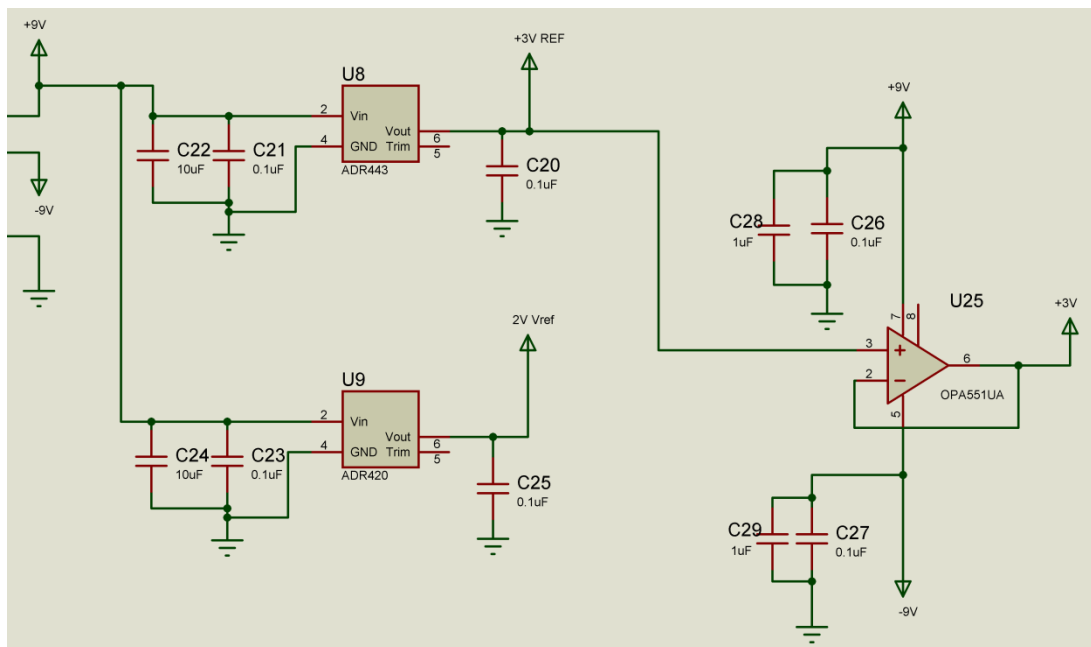 +9V
-9V
U8
2
Vin
4
GND
Vout
6
Trim
5
ADR443
C22
10uF
C21
0.1uF
+3V REF
C20
0.1uF
U9
2
Vin
4
GND
Vout
6
Trim
5
ADR420
C24
10uF
C23
0.1uF
2V Vref
C25
0.1uF
+9V
C28
1uF
C26
0.1uF
U25
7
8
3
2
6
5
OPA551UA
+3V
C29
1uF
C27
0.1uF
-9V